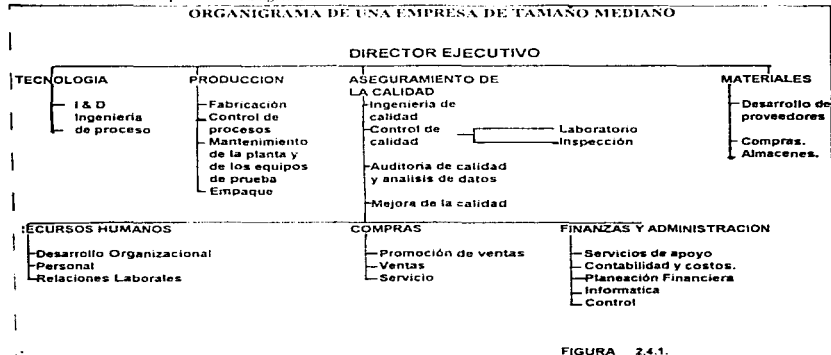 ORGANIGRAMA DE UNA EMPRESA DE TAMAÑO MEDIANO
DIRECTOR EJECUTIVO
TECNOLOGIA
I & D
Ingeniería
de proceso
PRODUCCION
Fabricación
Control de
procesos
Mantenimiento
de la planta y
de los equipos
de prueba
Empaque
ASEGURAMIENTO DE
LA CALIDAD
Ingeniería de
calidad
Control de
calidad
Laboratorio
Inspección
Auditoría de calidad
y analisis de datos
Mejora de la calidad
MATERIALES
Desarrollo de
proveedores
Compras.
Almacenes.
RECURSOS HUMANOS
Desarrollo Organizacional
Personal
Relaciones Laborales
COMPRAS
Promoción de ventas
Ventas
Servicio
FINANZAS Y ADMINISTRACION
Servicios de apoyo
Contabilidad y costos.
Planeación Financiera
Informatica
Control
FIGURA 2.4.1.